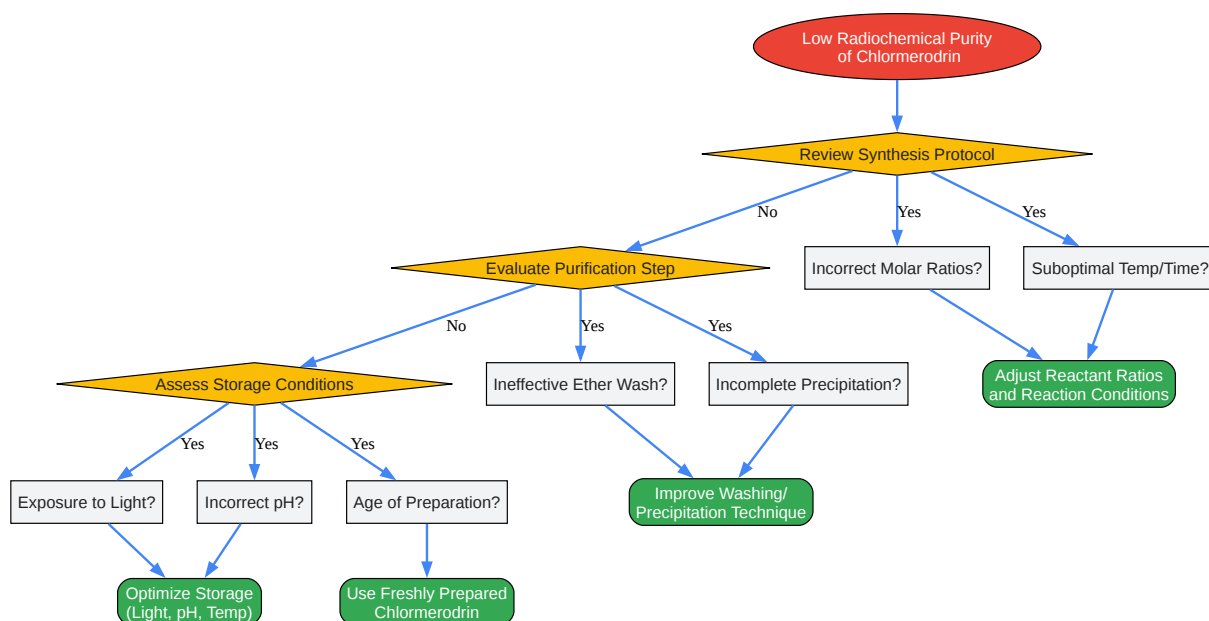 Low Radiochemical Purity
of Chlormerodrin
Review Synthesis Protocol
No
Yes
Yes
Evaluate Purification Step
Incorrect Molar Ratios?
Suboptimal Temp/Time?
No
Yes
Yes
Assess Storage Conditions
Ineffective Ether Wash?
Incomplete Precipitation?
Adjust Reactant Ratios
and Reaction Conditions
Yes
Yes
Yes
Exposure to Light?
Incorrect pH?
Age of Preparation?
Improve Washing/
Precipitation Technique
Optimize Storage
(Light, pH, Temp)
Use Freshly Prepared
Chlormerodrin